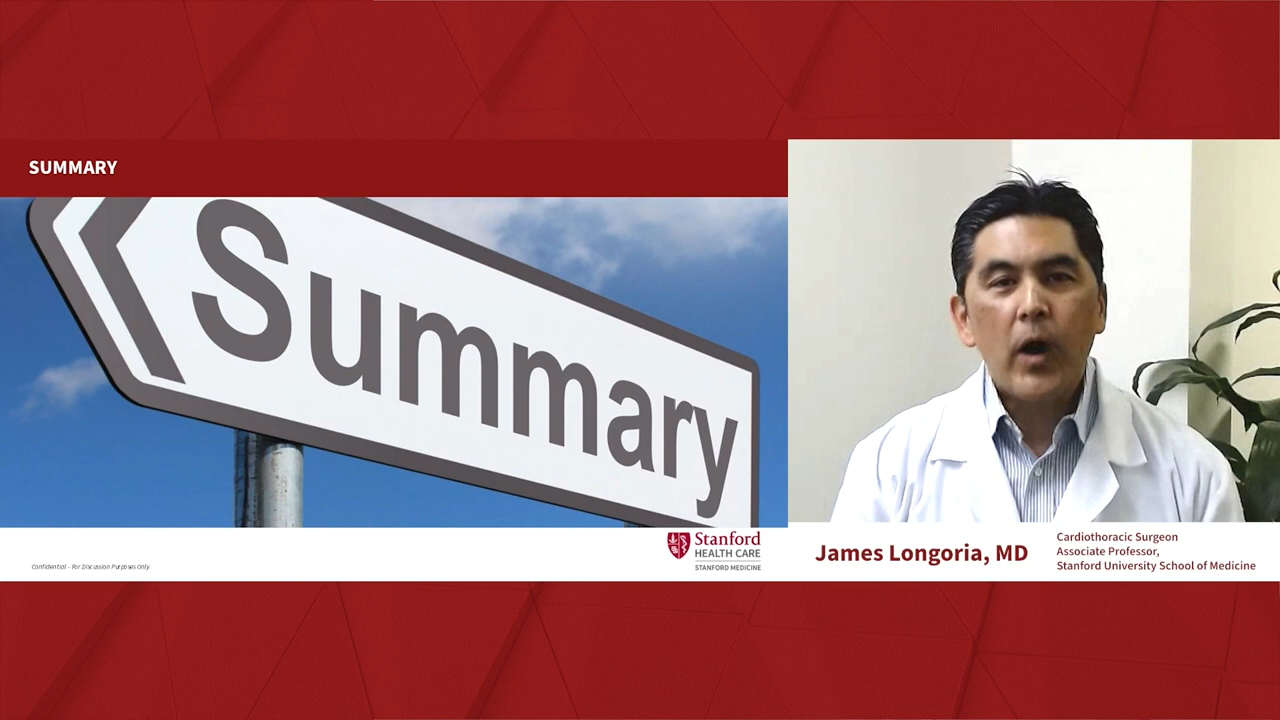 SUMMARY
Summary
Confidential - For Discussion Purposes Only
Stanford
HEALTH CARE
STANFORD MEDICINE
James Longoria, MD
Cardiothoracic Surgeon
Associate Professor,
Stanford University School of Medicine